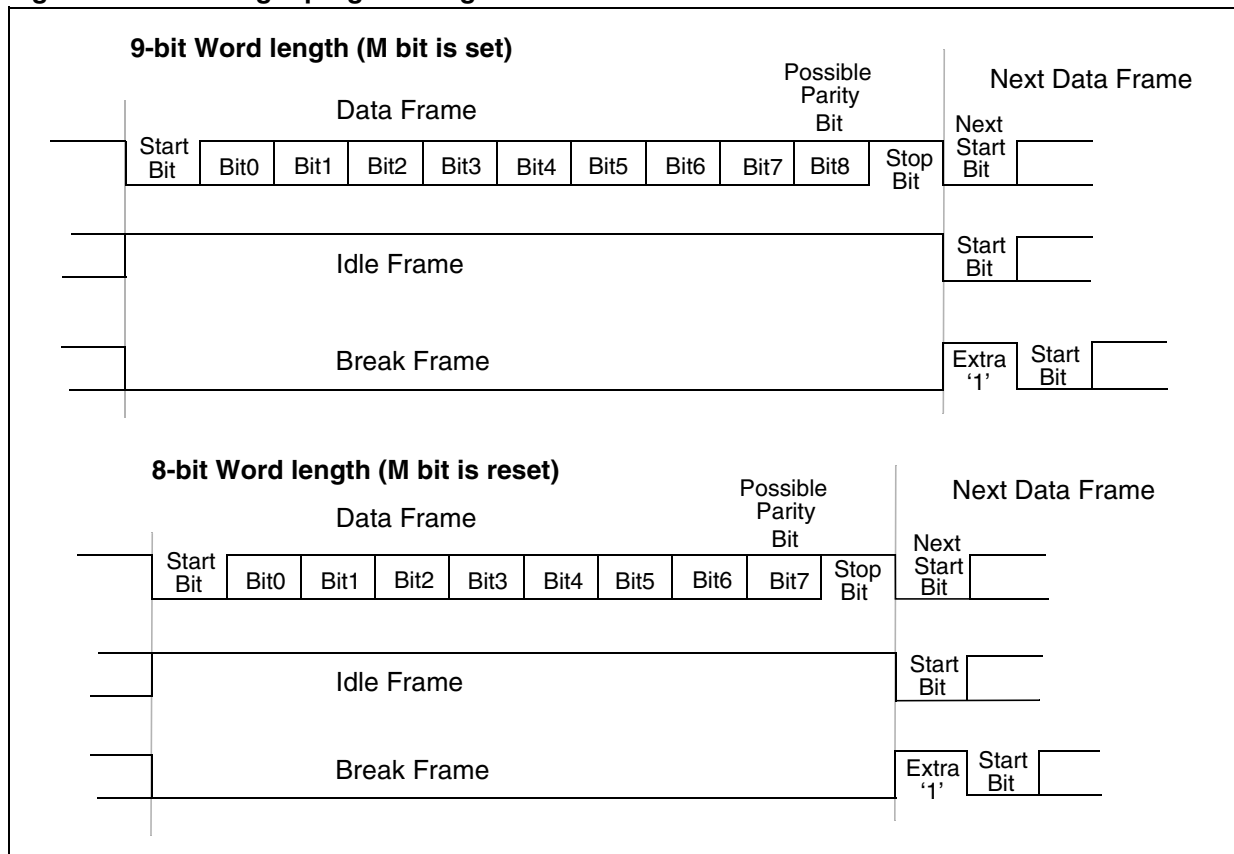 9-bit Word length (M bit is set)
Possible
Parity
Bit
Next Data Frame
Data Frame
Start
Bit
Bit0
Bit1
Bit2
Bit3
Bit4
Bit5
Bit6
Bit7
Bit8
Stop
Bit
Next
Start
Bit
Idle Frame
Start
Bit
Break Frame
Extra
‘1’
Start
Bit
8-bit Word length (M bit is reset)
Possible
Parity
Bit
Next Data Frame
Data Frame
Start
Bit
Bit0
Bit1
Bit2
Bit3
Bit4
Bit5
Bit6
Bit7
Stop
Bit
Next
Start
Bit
Idle Frame
Start
Bit
Break Frame
Extra
‘1’
Start
Bit